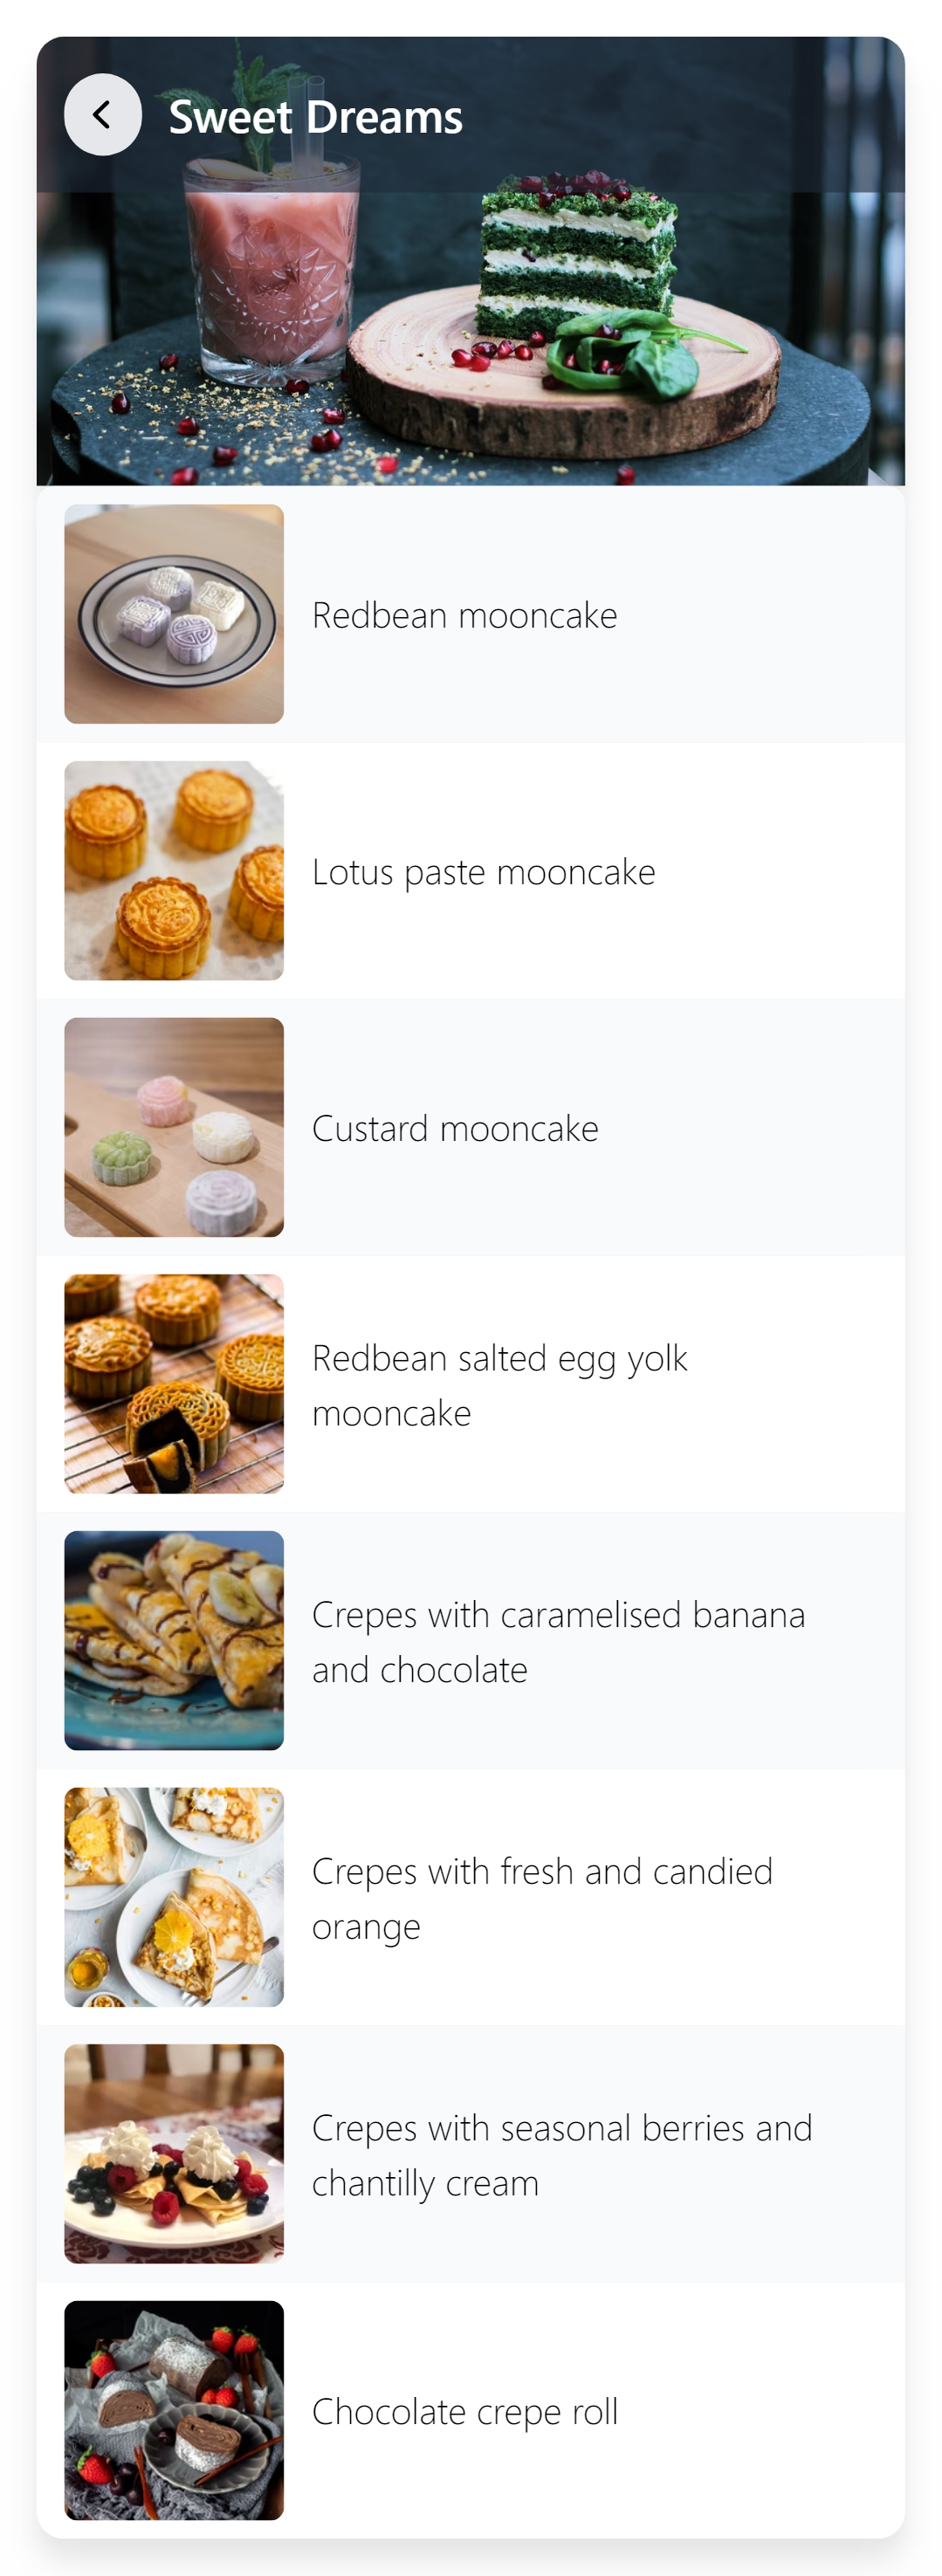 Sweet Dreams
Redbean mooncake
Lotus paste mooncake
Custard mooncake
Redbean salted egg yolk
mooncake
Crepes with caramelised banana
and chocolate
Crepes with fresh and candied
orange
Crepes with seasonal berries and
chantilly cream
Chocolate crepe roll